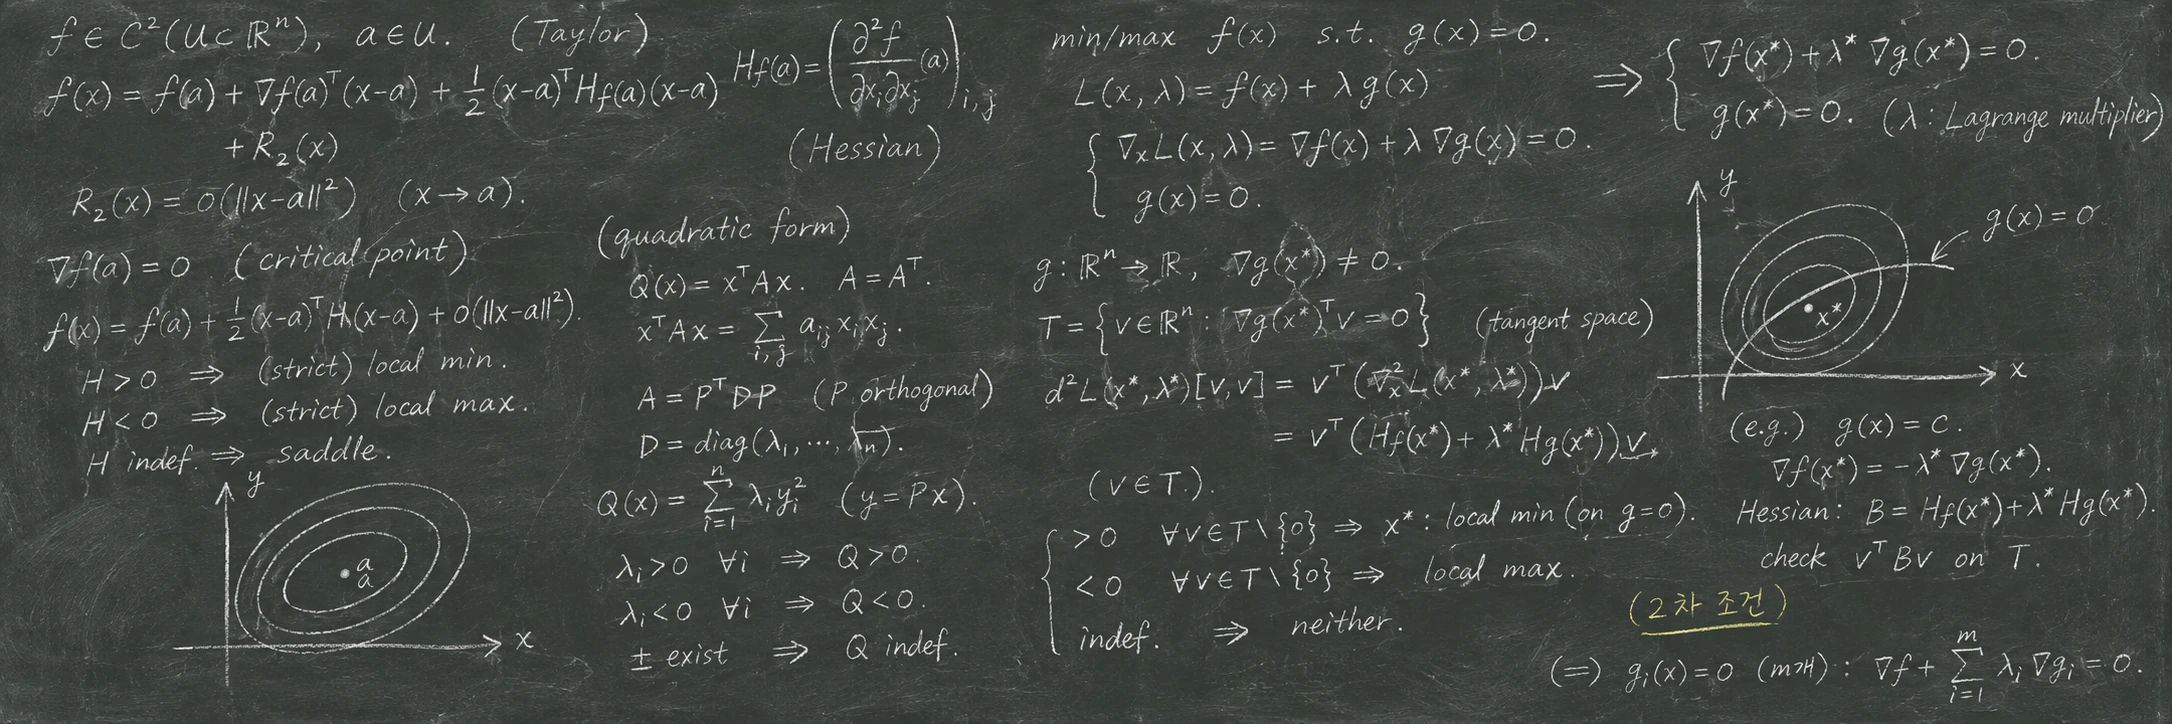 f ∈ C²(U ⊂ ℝⁿ), a ∈ U. (Taylor)
f(x) = f(a) + ∇f(a)ᵀ(x-a) + 1/2 (x-a)ᵀHf(a)(x-a)
+ R₂(x)
R₂(x) = o(||x-a||²) (x→a).
∇f(a) = 0 (critical point)
f(x) = f(a) + 1/2 (x-a)ᵀH(x-a) + o(||x-a||²).
H > 0 ⇒ (strict) local min.
H < 0 ⇒ (strict) local max.
H indef. ⇒ saddle.
y
a
a
x
Hf(a) = (∂²f/∂xᵢ∂xⱼ (a))ᵢ,ⱼ
(Hessian)
(quadratic form)
Q(x) = xᵀAx. A = Aᵀ.
xᵀAx = Σᵢ,ⱼ aᵢⱼ xᵢ xⱼ.
A = PᵀDP (P orthogonal)
D = diag(λ₁, ⋯, λₙ).
Q(x) = Σᵢ₌₁ⁿ λᵢyᵢ² (y = Px).
λᵢ > 0 ∀i ⇒ Q > 0.
λᵢ < 0 ∀i ⇒ Q < 0.
± exist ⇒ Q indef.
min/max f(x) s.t. g(x) = 0.
L(x, λ) = f(x) + λg(x)
{ ∇ₓL(x, λ) = ∇f(x) + λ∇g(x) = 0.
g(x) = 0.
g : ℝⁿ → ℝ, ∇g(x*) ≠ 0.
T = {v ∈ ℝⁿ : ∇g(x*)ᵀv = 0} (tangent space)
d²L(x*, λ*)[v, v] = vᵀ(∇ₓ²L(x*, λ*))v
= vᵀ(Hf(x*) + λ*Hg(x*))v.
(v ∈ T.).
{ > 0 ∀v ∈ T \ {0} ⇒ x* : local min (on g=0).
< 0 ∀v ∈ T \ {0} ⇒ local max.
indef. ⇒ neither.
⇒ { ∇f(x*) + λ*∇g(x*) = 0.
g(x*) = 0. (λ : Lagrange multiplier)
y
g(x) = 0
x*
x
(e.g.) g(x) = c.
∇f(x*) = -λ*∇g(x*).
Hessian: B = Hf(x*) + λ*Hg(x*).
check vᵀBv on T.
(2차 조건)
(=) gᵢ(x) = 0 (m개) : ∇f + Σᵢ₌₁ᵐ λᵢ∇gᵢ = 0.